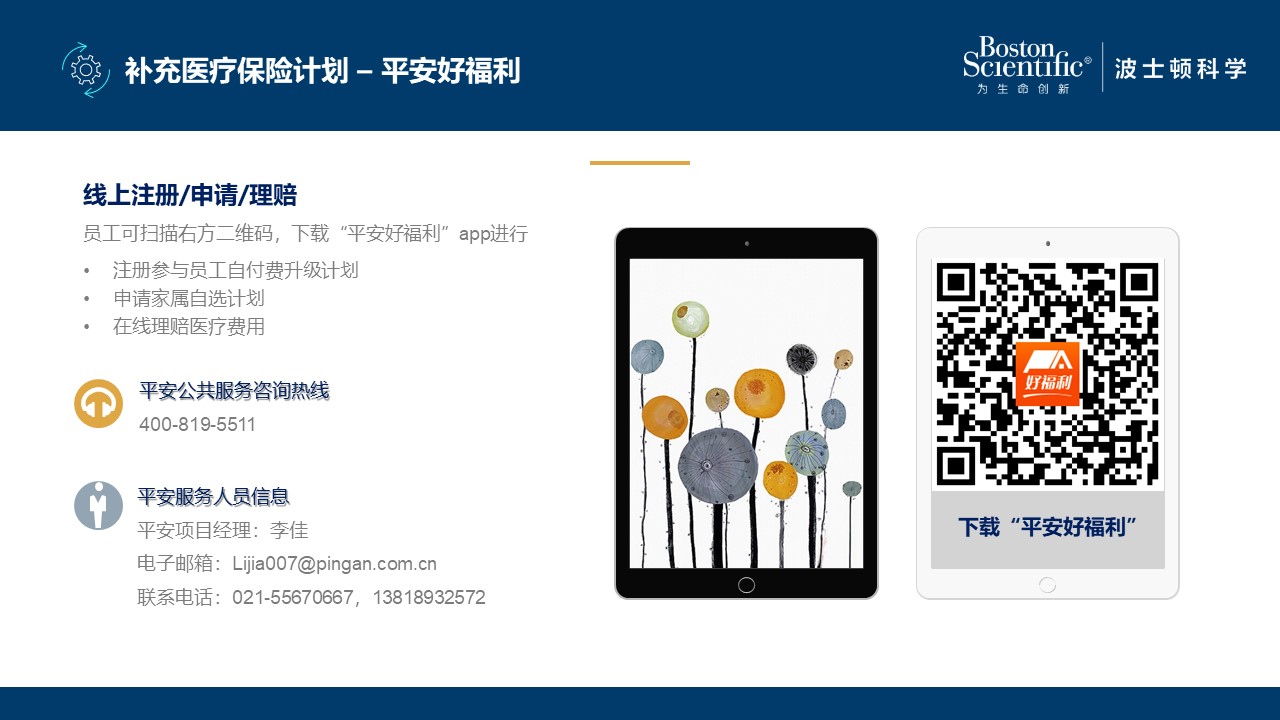 补充医疗保险计划 – 平安好福利
Boston
Scientific®
为生命创新
波士顿科学
线上注册/申请/理赔
员工可扫描右方二维码，下载“平安好福利” app进行
• 注册参与员工自付费升级计划
• 申请家属自选计划
• 在线理赔医疗费用
平安公共服务咨询热线
400-819-5511
平安服务人员信息
平安项目经理：李佳
电子邮箱：Lijia007@pingan.com.cn
联系电话：021-55670667，13818932572
好福利
下载“平安好福利”